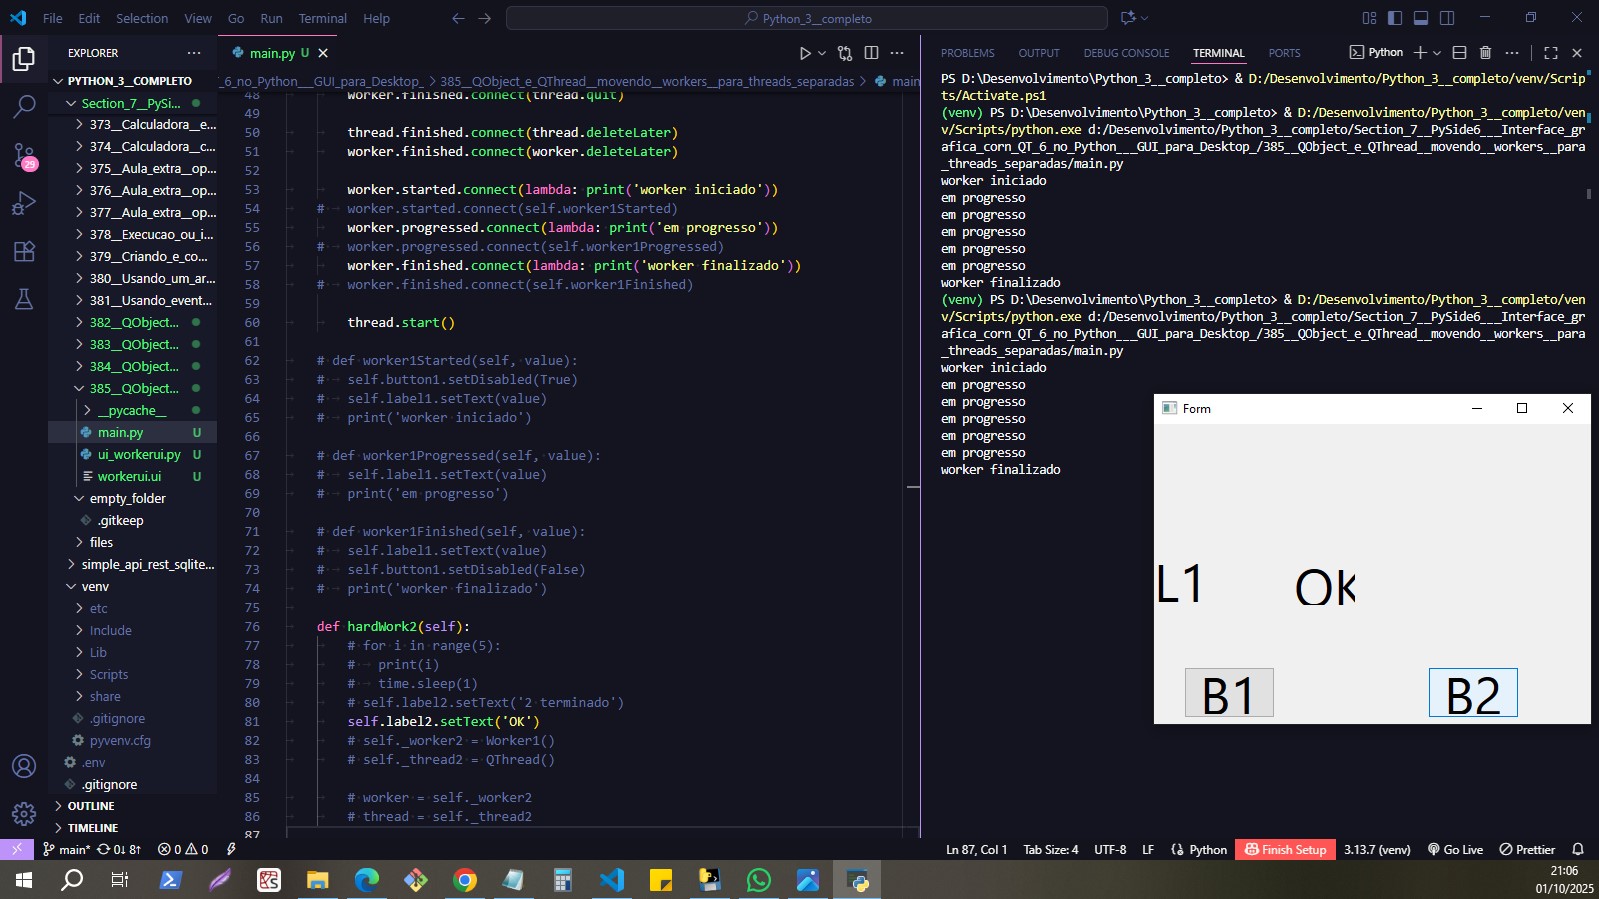 File Edit Selection View Go Run Terminal Help
Python_3__completo
EXPLORER
PYTHON_3__COMPLETO
Section_7__PySi...
373__Calculadora__e...
374__Calculadora__c...
375__Aula_extra__op...
376__Aula_extra__op...
377__Aula_extra__op...
378__Execucao_ou_i...
379__Criando_e_co...
380__Usando_um_ar...
381__Usando_event...
382__QObject...
383__QObject...
384__QObject...
385__QObject...
__pycache__
main.py U
ui_workerui.py U
workerui.ui U
empty_folder
.gitkeep
files
simple_api_rest_sqlite...
venv
etc
Include
Lib
Scripts
share
.gitignore
pyvenv.cfg
.env
.gitignore
OUTLINE
TIMELINE
29
main.py U
_6_no_Python___GUI_para_Desktop_ > 385__QObject_e_QThread__movendo__workers__para_threads_separadas > main
48 worker.finished.connect(thread.quit)
49
50 thread.finished.connect(thread.deleteLater)
51 worker.finished.connect(worker.deleteLater)
52
53 worker.started.connect(lambda: print('worker iniciado'))
54 # worker.started.connect(self.worker1Started)
55 worker.progressed.connect(lambda: print('em progresso'))
56 # worker.progressed.connect(self.worker1Progressed)
57 worker.finished.connect(lambda: print('worker finalizado'))
58 # worker.finished.connect(self.worker1Finished)
59
60 thread.start()
61
62 # def worker1Started(self, value):
63 # self.button1.setDisabled(True)
64 # self.label1.setText(value)
65 # print('worker iniciado')
66
67 # def worker1Progressed(self, value):
68 # self.label1.setText(value)
69 # print('em progresso')
70
71 # def worker1Finished(self, value):
72 # self.label1.setText(value)
73 # self.button1.setDisabled(False)
74 # print('worker finalizado')
75
76 def hardWork2(self):
77 # for i in range(5):
78 # print(i)
79 # time.sleep(1)
80 # self.label2.setText('2 terminado')
81 self.label2.setText('OK')
82 # self._worker2 = Worker1()
83 # self._thread2 = QThread()
84
85 # worker = self._worker2
86 # thread = self._thread2
87
PROBLEMS OUTPUT DEBUG CONSOLE TERMINAL PORTS
Python
PS D:\Desenvolvimento\Python_3__completo> & D:/Desenvolvimento/Python_3__completo/venv/Scrip
ts/Activate.ps1
(venv) PS D:\Desenvolvimento\Python_3__completo> & D:/Desenvolvimento/Python_3__completo/ven
v/Scripts/python.exe d:/Desenvolvimento/Python_3__completo/Section_7__PySide6___Interface_gr
afica_corn_QT_6_no_Python___GUI_para_Desktop_/385__QObject_e_QThread__movendo__workers__para
_threads_separadas/main.py
worker iniciado
em progresso
em progresso
em progresso
em progresso
em progresso
worker finalizado
(venv) PS D:\Desenvolvimento\Python_3__completo> & D:/Desenvolvimento/Python_3__completo/ven
v/Scripts/python.exe d:/Desenvolvimento/Python_3__completo/Section_7__PySide6___Interface_gr
afica_corn_QT_6_no_Python___GUI_para_Desktop_/385__QObject_e_QThread__movendo__workers__para
_threads_separadas/main.py
worker iniciado
em progresso
em progresso
em progresso
em progresso
em progresso
worker finalizado
Form
L1 OK
B1 B2
main* 0↓ 8↑ 0 0
Ln 87, Col 1 Tab Size: 4 UTF-8 LF Python Finish Setup 3.13.7 (venv) Go Live Prettier
21:06
01/10/2025